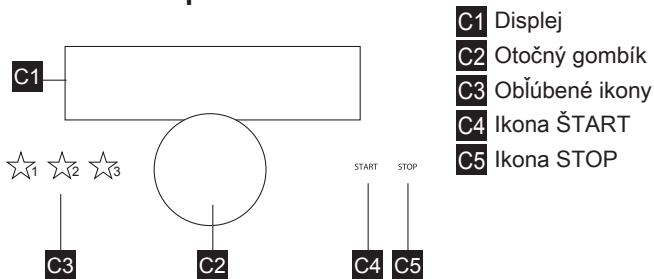 C1 Displej
C2 Otočný gombík
C3 Obľúbené ikony
C4 Ikona ŠTART
C5 Ikona STOP
C1
1 2 3
START STOP
C3 C2 C4 C5